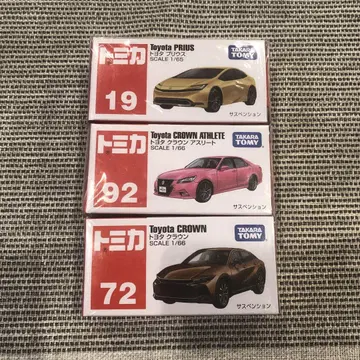 トミカ
19
Toyota PRIUS
トヨタ プリウス
SCALE 1/65
TAKARA
TOMY
サスペンション
トミカ
92
Toyota CROWN ATHLETE
トヨタ クラウン アスリート
SCALE 1/66
TAKARA
TOMY
サスペンション
トミカ
72
Toyota CROWN
トヨタ クラウン
SCALE 1/66
TAKARA
TOMY
サスペンション